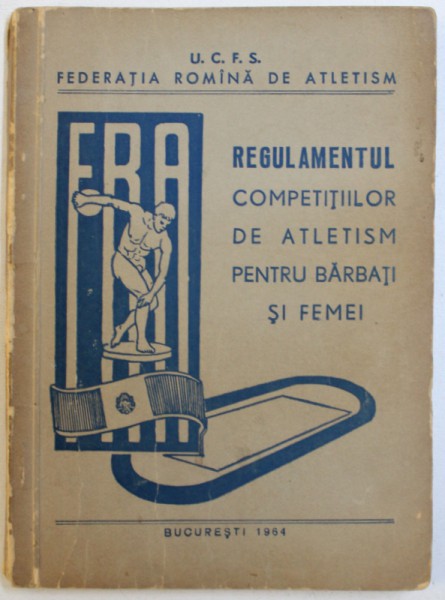 U. C. F. S.
FEDERAȚIA ROMÎNĂ DE ATLETISM
FRA
REGULAMENTUL
COMPETIȚIILOR
DE ATLETISM
PENTRU BĂRBAȚI
ȘI FEMEI
BUCUREȘTI 1964